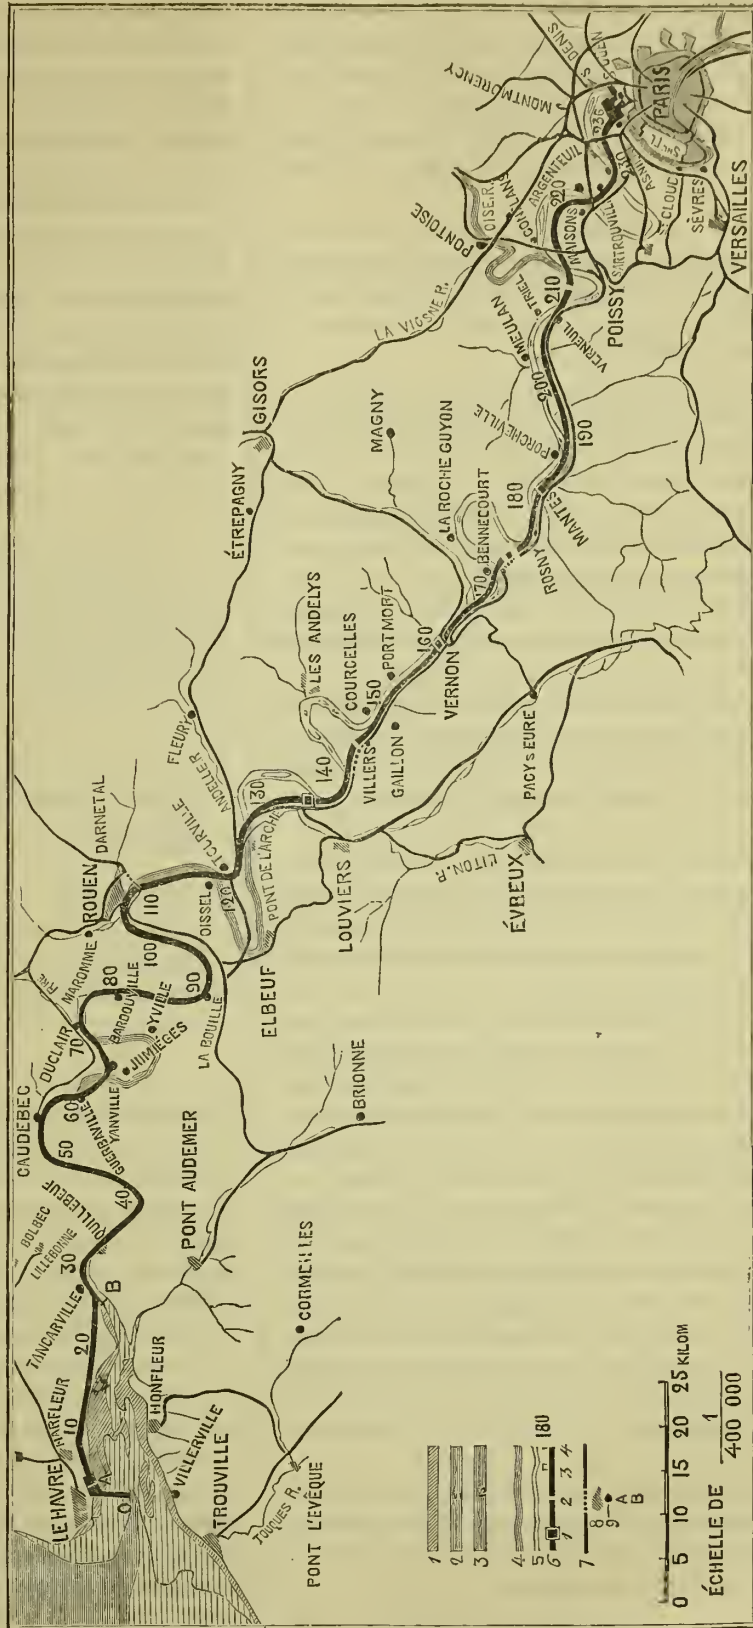 LE HAVRE
HARFLEUR
0
A
10
20
TANCARVILLE
B
30
BOLBEC
LILLEBONNE
QUILLEBEUF
40
50
CAUDEBEC
GUERBAVILLE
YANVILLE
60
DUCLAIR
70
JUMIÉGES
YVILLE
BARDOUVILLE
80
90
LA BOUILLE
100
MAROMME
ROUEN
DARNETAL
110
OISSEL
120
TOURVILLE
PONT DE L'ARCHE
ELBEUF
ANDELLE R
FLEURY
130
140
LOUVIERS
ÉVREUX
L'ITON. R.
LES ANDELYS
COURCELLES
VILLERS
GAILLON
150
PORTMORT
160
VERNON
PACY S EURE
ÉTREPAGNY
GISORS
MAGNY
LA ROCHE GUYON
BENNECOURT
170
ROSNY
180
MANTES
PORCHEVILLE
190
200
MEULAN
TRIEL
VERNEUIL
POISSY
210
LA VIOSNE R.
PONTOISE
OISE R.
CONFLANS
MAISONS
SARTROUVILLE
220
ARGENTEUIL
230
236
ASNIÈRES
MONTMORENCY
S DENIS
S OUEN
PARIS
CLOUD
SÈVRES
VERSAILLES
HONFLEUR
VILLERVILLE
TROUVILLE
TOUQUES R.
PONT L'EVÊQUE
CORMEILLES
PONT AUDEMER
BRIONNE
1
2
3
4
5
6 1 2 3 4 180
7
8
9 A B
0 5 10 15 20 25 KILOM
ÉCHELLE DE 1/400 000